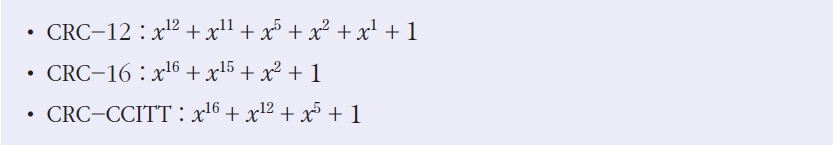 • CRC-12 : x¹² + x¹¹ + x⁵ + x² + x¹ + 1
• CRC-16 : x¹⁶ + x¹⁵ + x² + 1
• CRC-CCITT : x¹⁶ + x¹² + x⁵ + 1